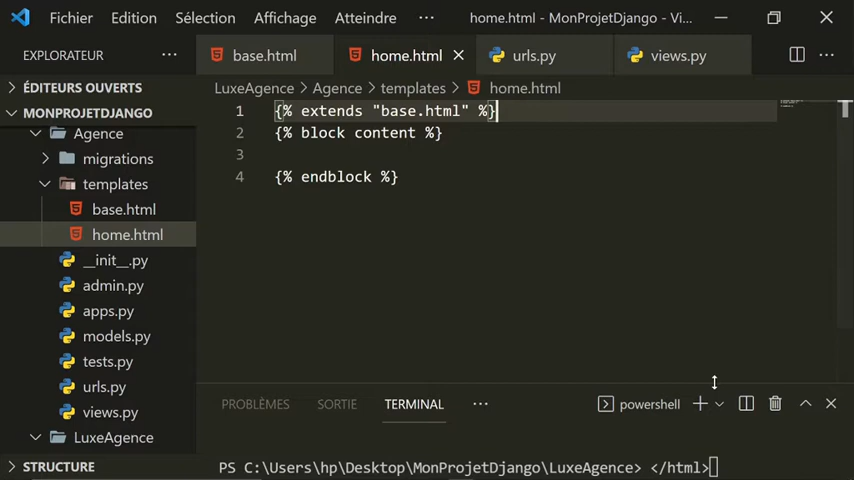 Fichier Edition Sélection Affichage Atteindre ··· home.html - MonProjetDjango - Vi...
EXPLORATEUR ··· base.html home.html urls.py views.py ···
ÉDITEURS OUVERTS
LuxeAgence > Agence > templates > home.html
MONPROJETDJANGO
Agence
migrations
templates
base.html
home.html
__init__.py
admin.py
apps.py
models.py
tests.py
urls.py
views.py
LuxeAgence
STRUCTURE
1 {% extends "base.html" %}
2 {% block content %}
3
4 {% endblock %}
PROBLÈMES SORTIE TERMINAL ··· powershell
PS C:\Users\hp\Desktop\MonProjetDjango\LuxeAgence> </html>